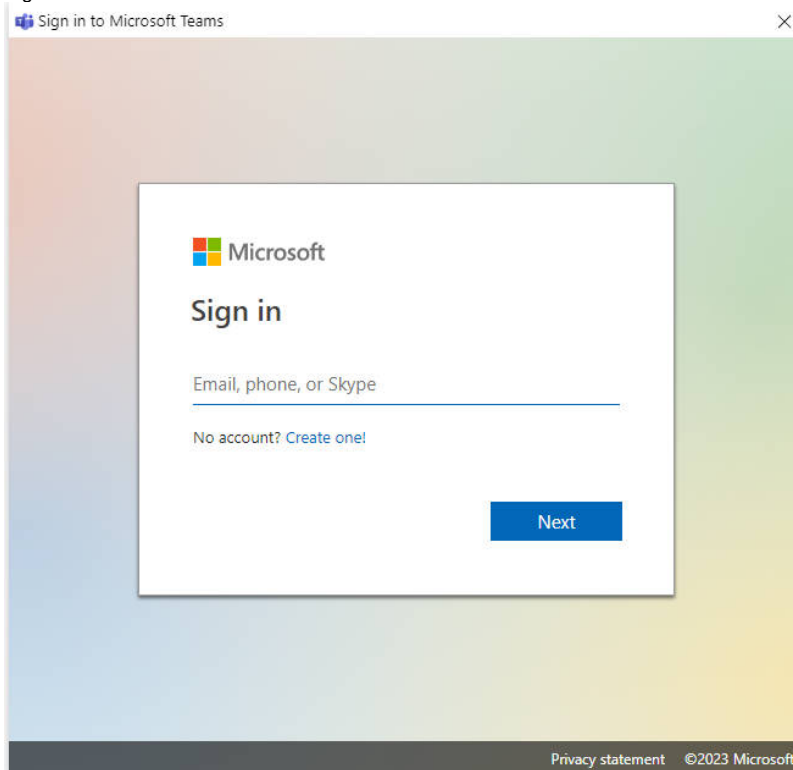 Sign in to Microsoft Teams
Microsoft
Sign in
Email, phone, or Skype
No account? Create one!
Next
Privacy statement ©2023 Microsoft